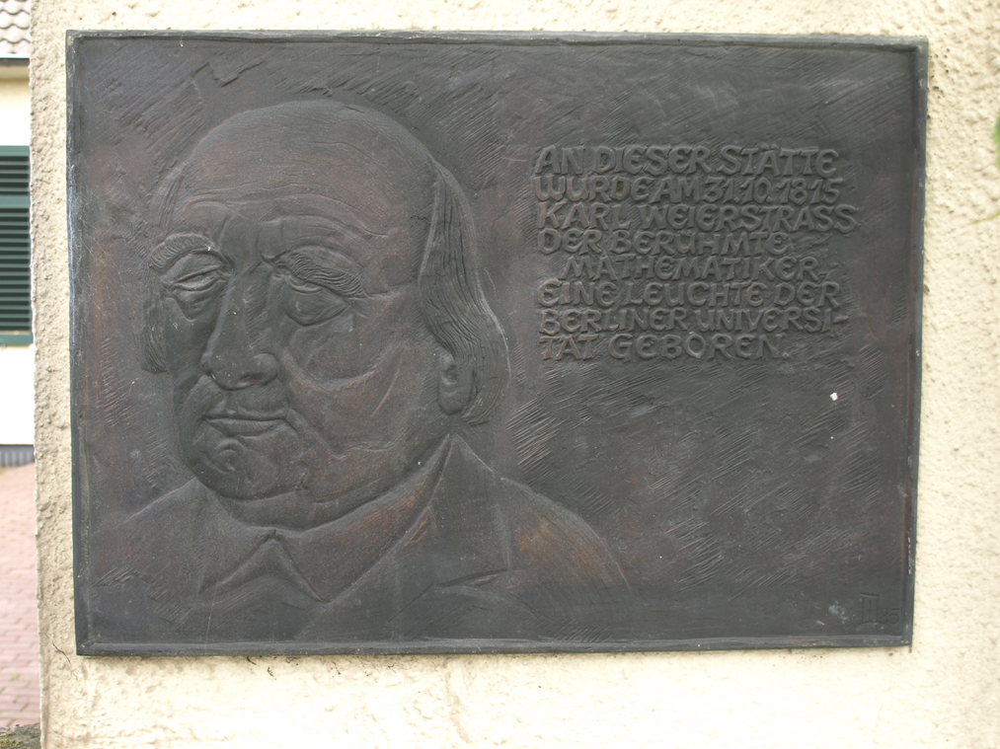 AN DIESER STÄTTE
WURDE AM 31.10.1815
KARL WEIERSTRASS
DER BERÜHMTE
MATHEMATIKER,
EINE LEUCHTE DER
BERLINER UNIVERSI-
TÄT GEBOREN.